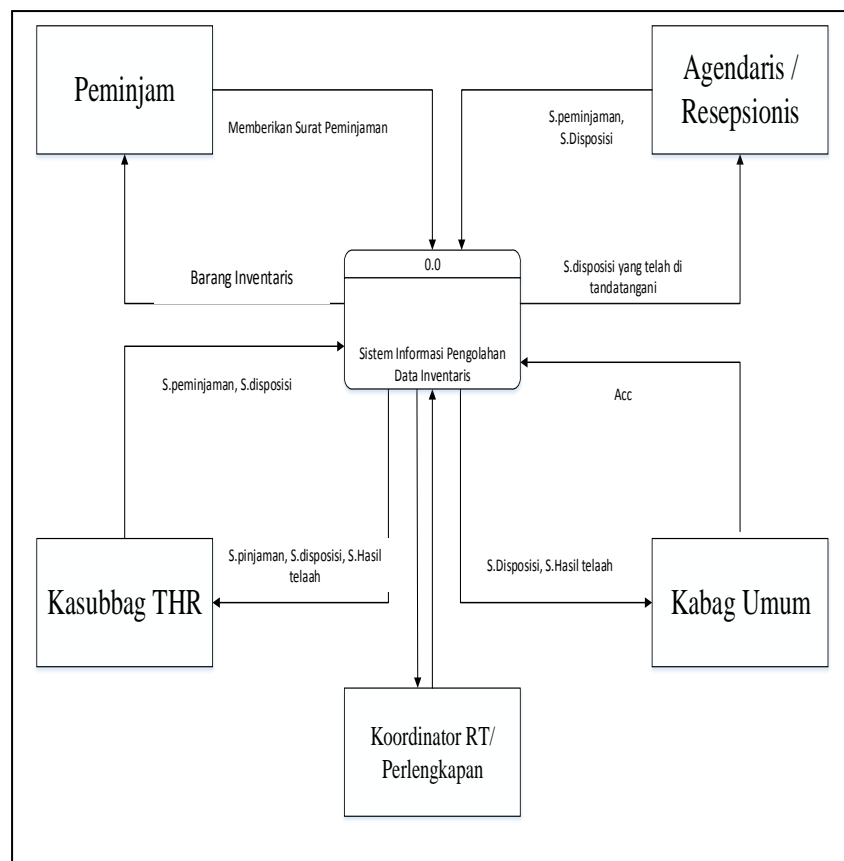 Peminjam
Agendaris /
Resepsionis
Memberikan Surat Peminjaman
S.peminjaman,
S.Disposisi
0.0
Sistem Informasi Pengolahan
Data Inventaris
Barang Inventaris
S.disposisi yang telah di
tandatangani
S.peminjaman, S.disposisi
Acc
S.pinjaman, S.disposisi, S.Hasil
telaah
S.Disposisi, S.Hasil telaah
Kasubbag THR
Kabag Umum
Koordinator RT/
Perlengkapan